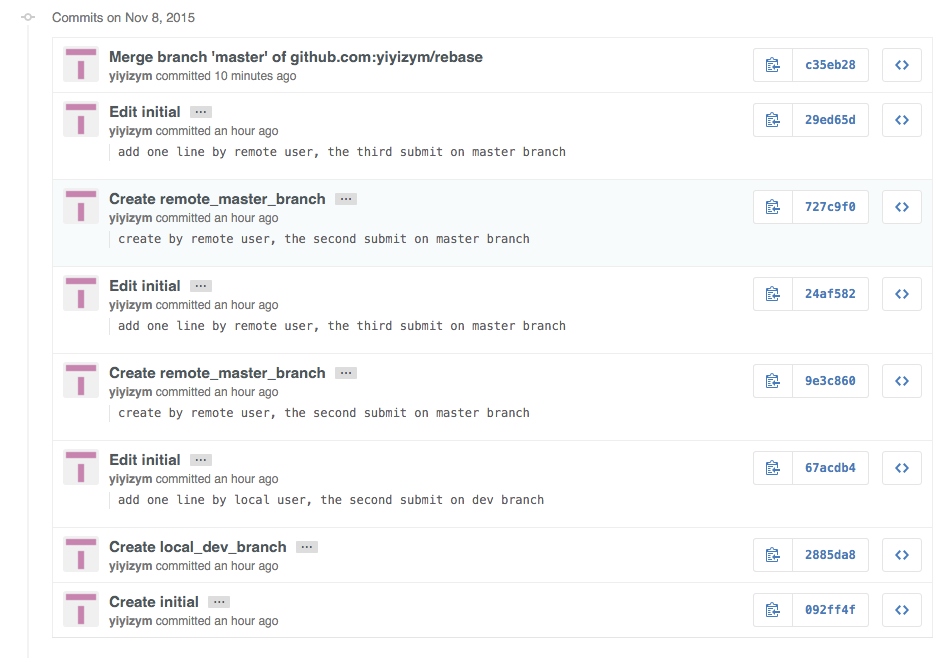 Commits on Nov 8, 2015
Merge branch 'master' of github.com:yiyizym/rebase
yiyizym committed 10 minutes ago
c35eb28
Edit initial ...
yiyizym committed an hour ago
add one line by remote user, the third submit on master branch
29ed65d
Create remote_master_branch ...
yiyizym committed an hour ago
create by remote user, the second submit on master branch
727c9f0
Edit initial ...
yiyizym committed an hour ago
add one line by remote user, the third submit on master branch
24af582
Create remote_master_branch ...
yiyizym committed an hour ago
create by remote user, the second submit on master branch
9e3c860
Edit initial ...
yiyizym committed an hour ago
add one line by local user, the second submit on dev branch
67acdb4
Create local_dev_branch ...
yiyizym committed an hour ago
2885da8
Create initial ...
yiyizym committed an hour ago
092ff4f